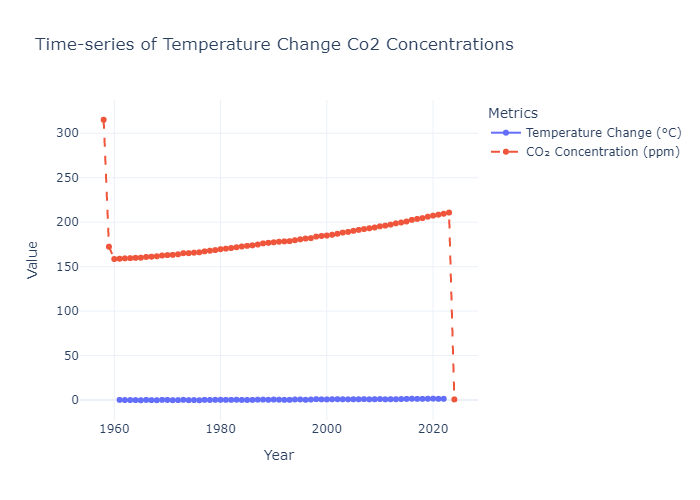 Time-series of Temperature Change Co2 Concentrations
Metrics
Temperature Change (°C)
CO₂ Concentration (ppm)
300
250
200
150
100
50
0
Value
1960
1980
2000
2020
Year